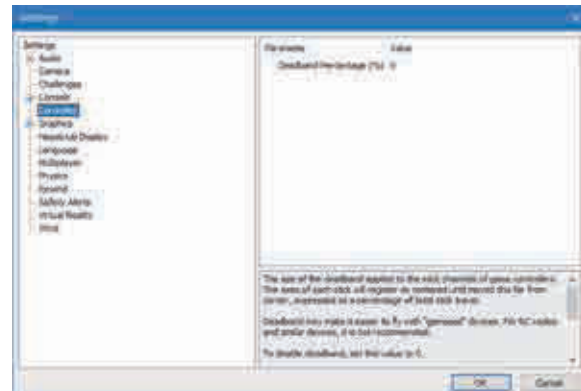 Settings
Settings
Audio
Camera
Challenges
Console
Controller
Graphics
Heads-Up Display
Language
Multiplayer
Physics
Safety Alerts
Virtual Reality
Wind
Parameter Value
Deadband Percentage (%) 0
The size of the deadband applied to the stick channels of game controllers.
The axes of each stick will register as centered until moved this far from
center, expressed as a percentage of total stick travel.
Deadband may make it easier to fly with "gamepad" devices. For RC radios
and similar devices, it is not recommended.
To disable deadband, set this value to 0.
OK Cancel